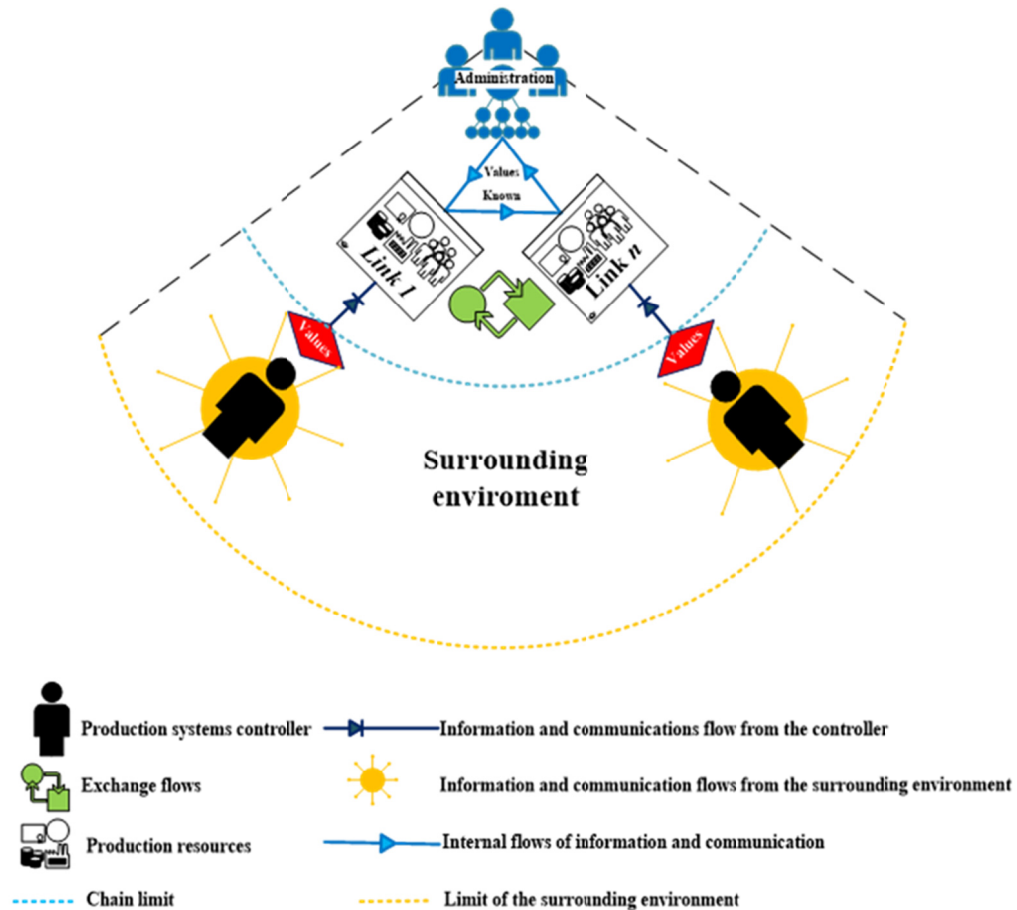 Administration
Values
Known
Link 1
Link n
Values
Values
Surrounding
enviroment
Production systems controller
Information and communications flow from the controller
Exchange flows
Information and communication flows from the surrounding environment
Production resources
Internal flows of information and communication
Chain limit
Limit of the surrounding environment